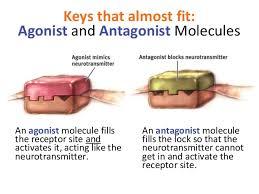 Keys that almost fit:
Agonist and Antagonist Molecules
Agonist mimics
neurotransmitter
Antagonist blocks neurotransmitter
An agonist molecule fills
the receptor site and
activates it, acting like the
neurotransmitter.
An antagonist molecule
fills the lock so that the
neurotransmitter cannot
get in and activate the
receptor site.